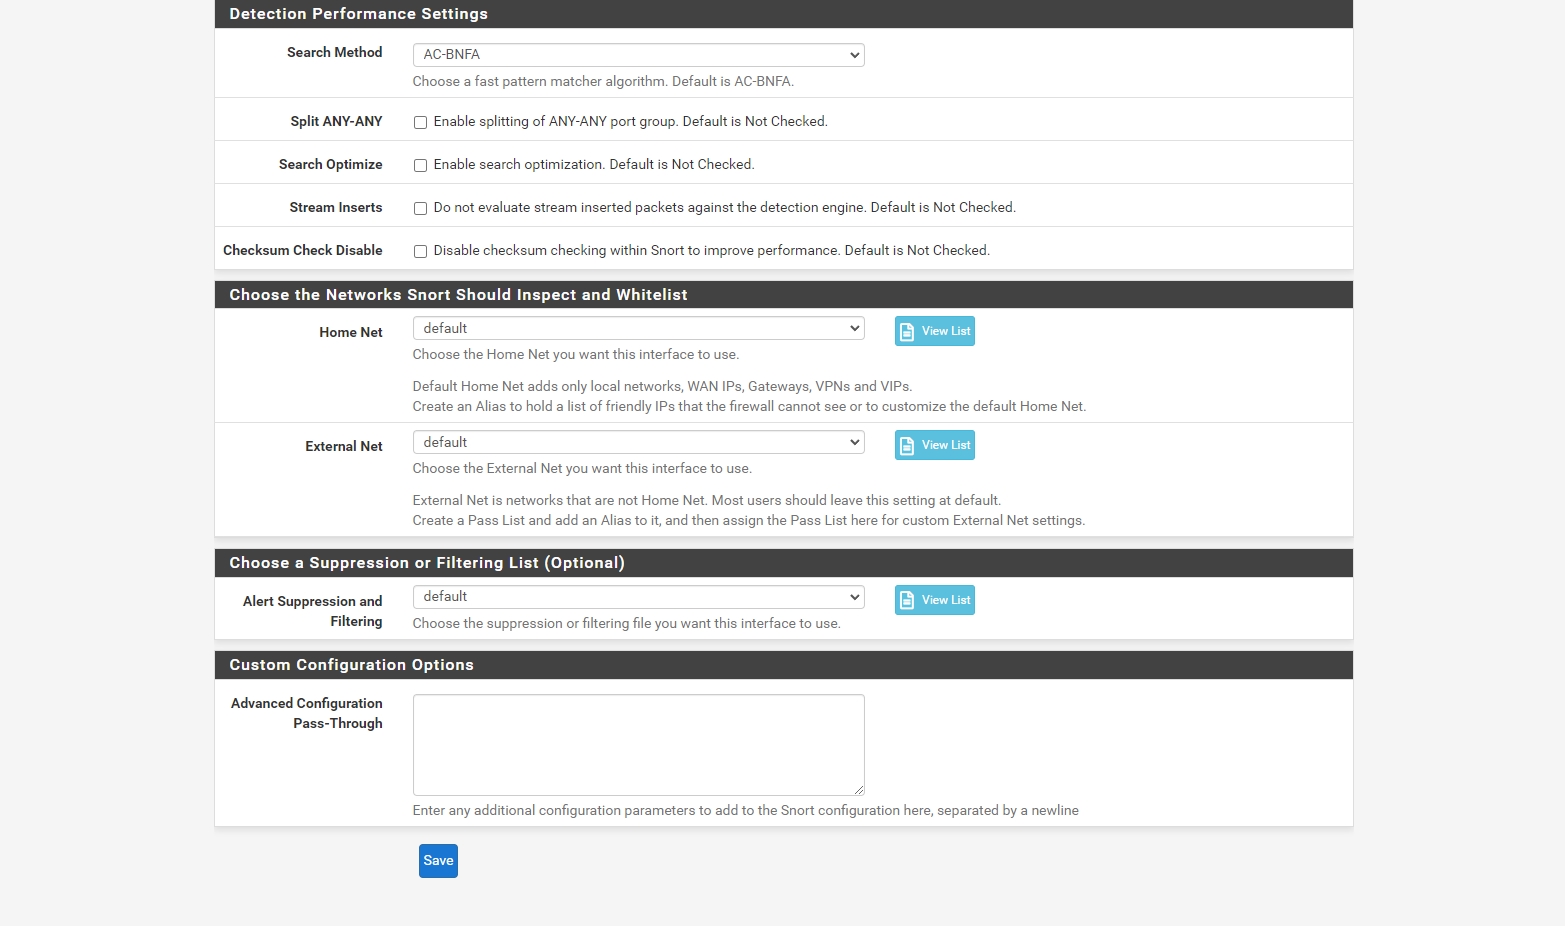 Detection Performance Settings
Search Method
AC-BNFA
Choose a fast pattern matcher algorithm. Default is AC-BNFA.
Split ANY-ANY
Enable splitting of ANY-ANY port group. Default is Not Checked.
Search Optimize
Enable search optimization. Default is Not Checked.
Stream Inserts
Do not evaluate stream inserted packets against the detection engine. Default is Not Checked.
Checksum Check Disable
Disable checksum checking within Snort to improve performance. Default is Not Checked.
Choose the Networks Snort Should Inspect and Whitelist
Home Net
default
View List
Choose the Home Net you want this interface to use.
Default Home Net adds only local networks, WAN IPs, Gateways, VPNs and VIPs.
Create an Alias to hold a list of friendly IPs that the firewall cannot see or to customize the default Home Net.
External Net
default
View List
Choose the External Net you want this interface to use.
External Net is networks that are not Home Net. Most users should leave this setting at default.
Create a Pass List and add an Alias to it, and then assign the Pass List here for custom External Net settings.
Choose a Suppression or Filtering List (Optional)
Alert Suppression and
Filtering
default
View List
Choose the suppression or filtering file you want this interface to use.
Custom Configuration Options
Advanced Configuration
Pass-Through
Enter any additional configuration parameters to add to the Snort configuration here, separated by a newline
Save